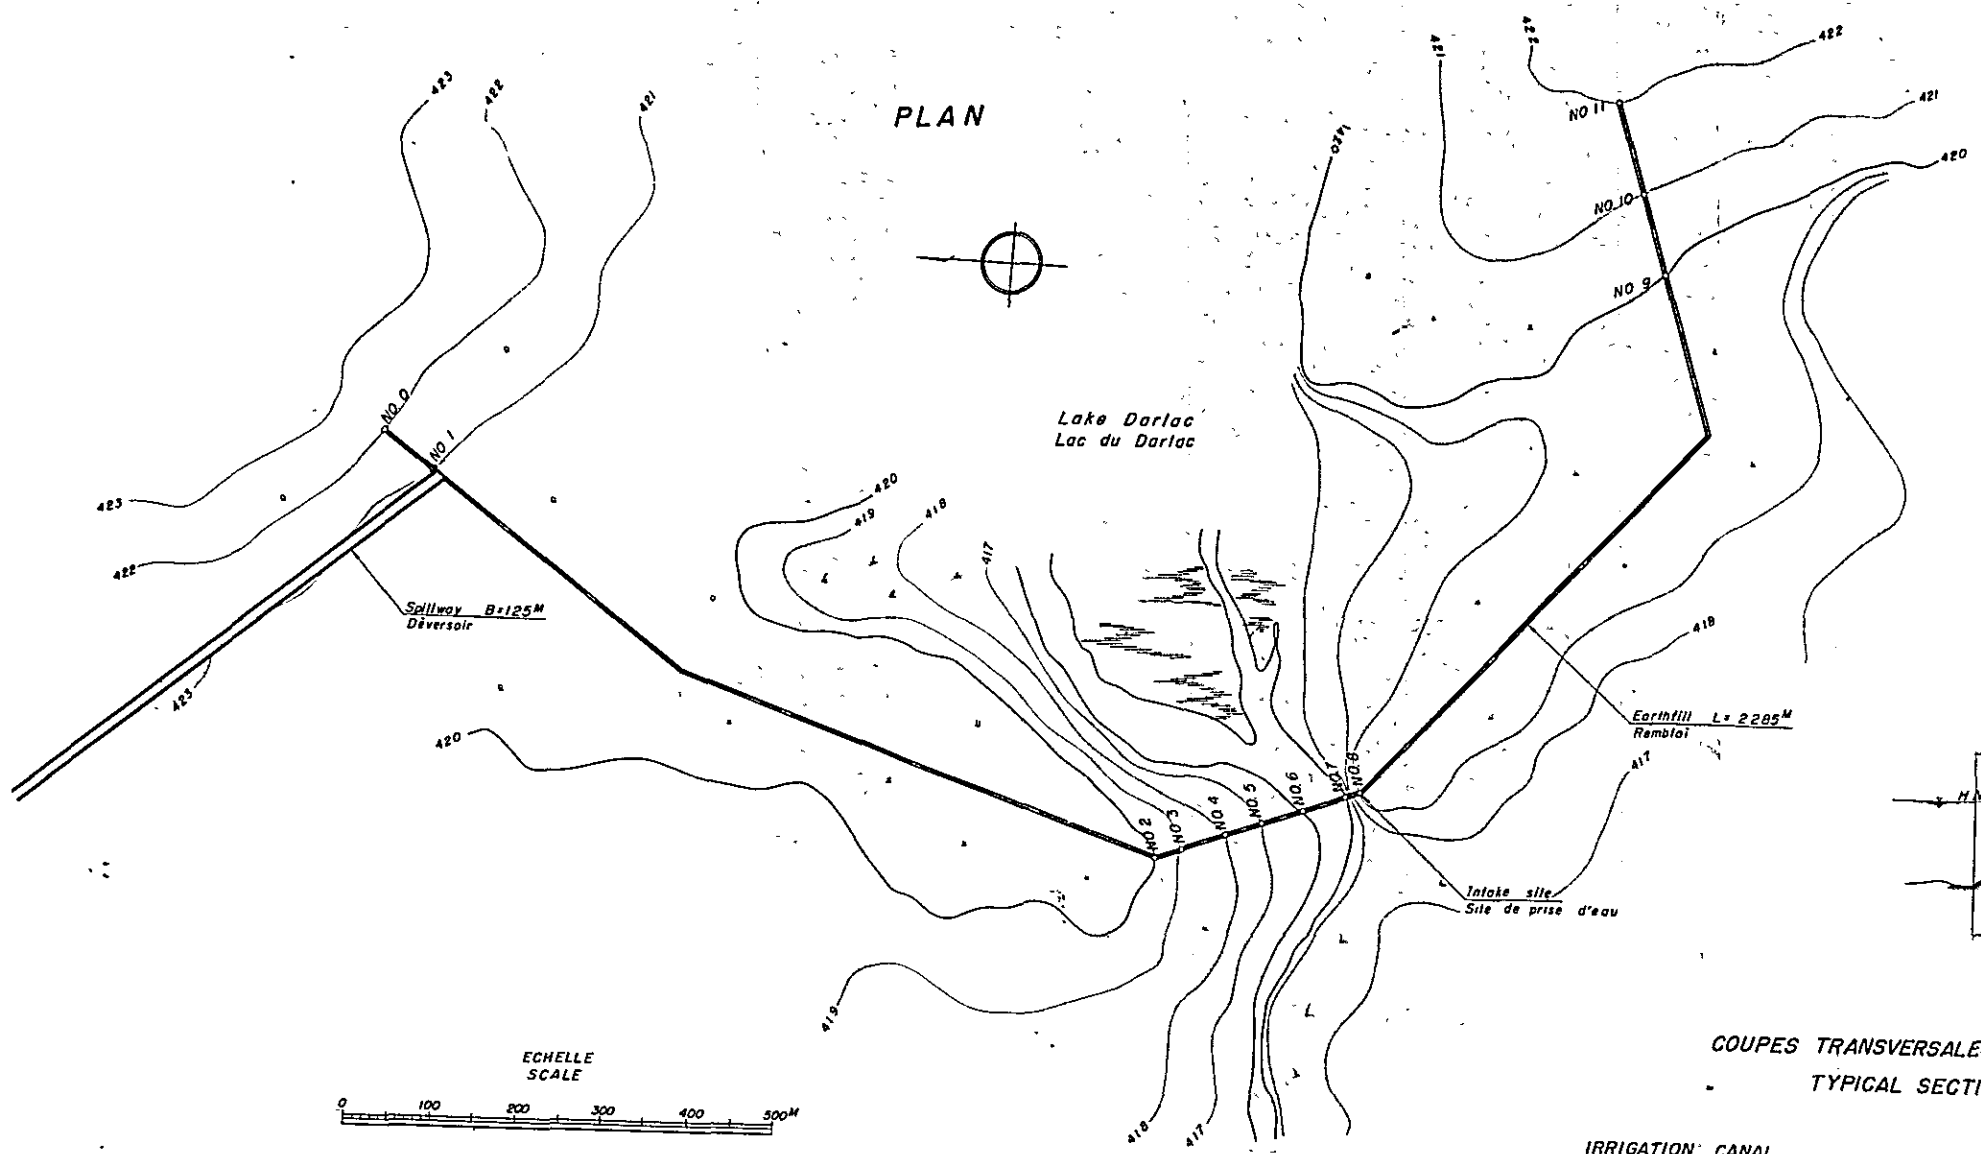 PLAN
423
422
421
421
422
422
421
420
420
NO 11
NO 10
NO 9
NO 0
NO 1
Lake Darlac
Lac du Darlac
423
422
420
419
418
417
Spillway B=125M
Déversoir
423
420
418
417
Earthfill L= 2285M
Remblai
NO 2
NO 3
NO 4
NO 5
NO 6
NO 7
NO 8
Intake site
Site de prise d'eau
419
418
417
ECHELLE
SCALE
0 100 200 300 400 500M
COUPES TRANSVERSALE
TYPICAL SECTI
IRRIGATION CANAL